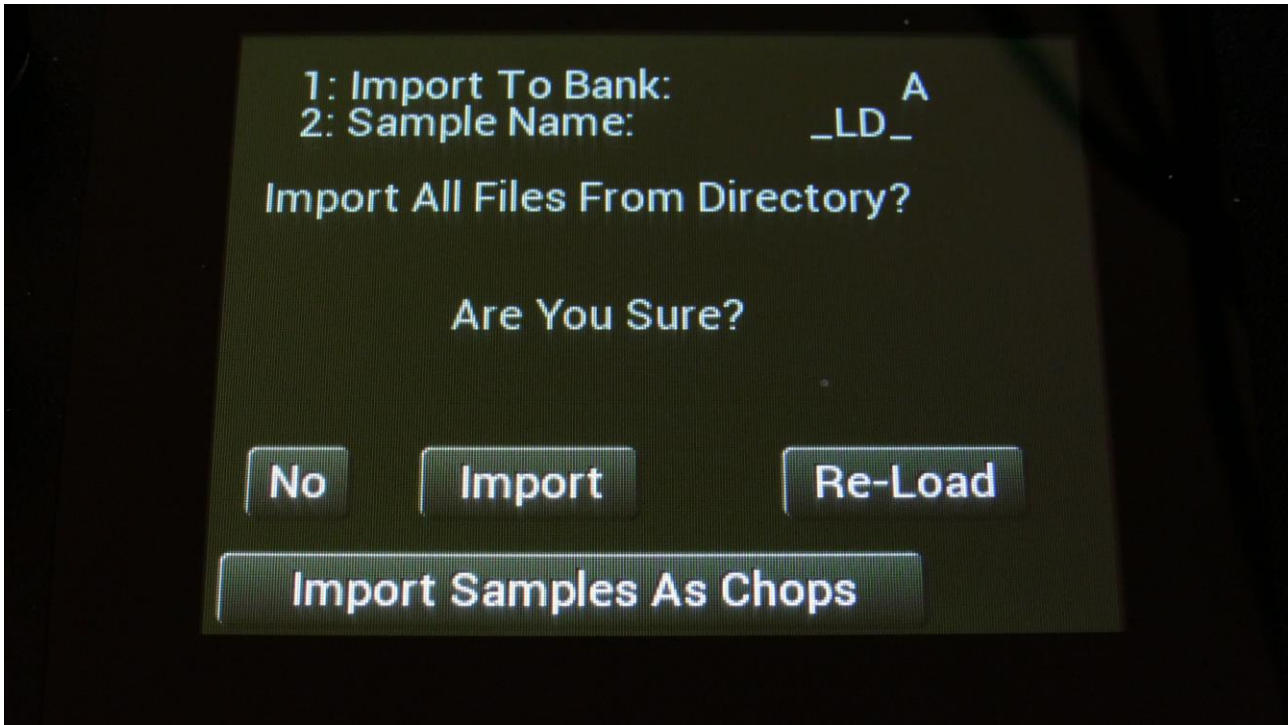 1: Import To Bank: A
2: Sample Name: _LD_
Import All Files From Directory?
Are You Sure?
No Import Re-Load
Import Samples As Chops